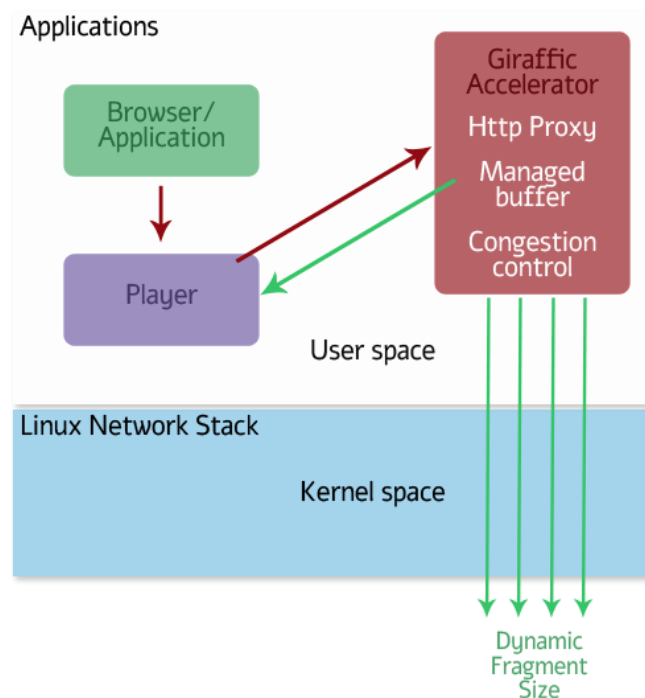 Applications
Browser/
Application
Player
Giraffic
Accelerator
Http Proxy
Managed
buffer
Congestion
control
User space
Linux Network Stack
Kernel space
Dynamic
Fragment
Size